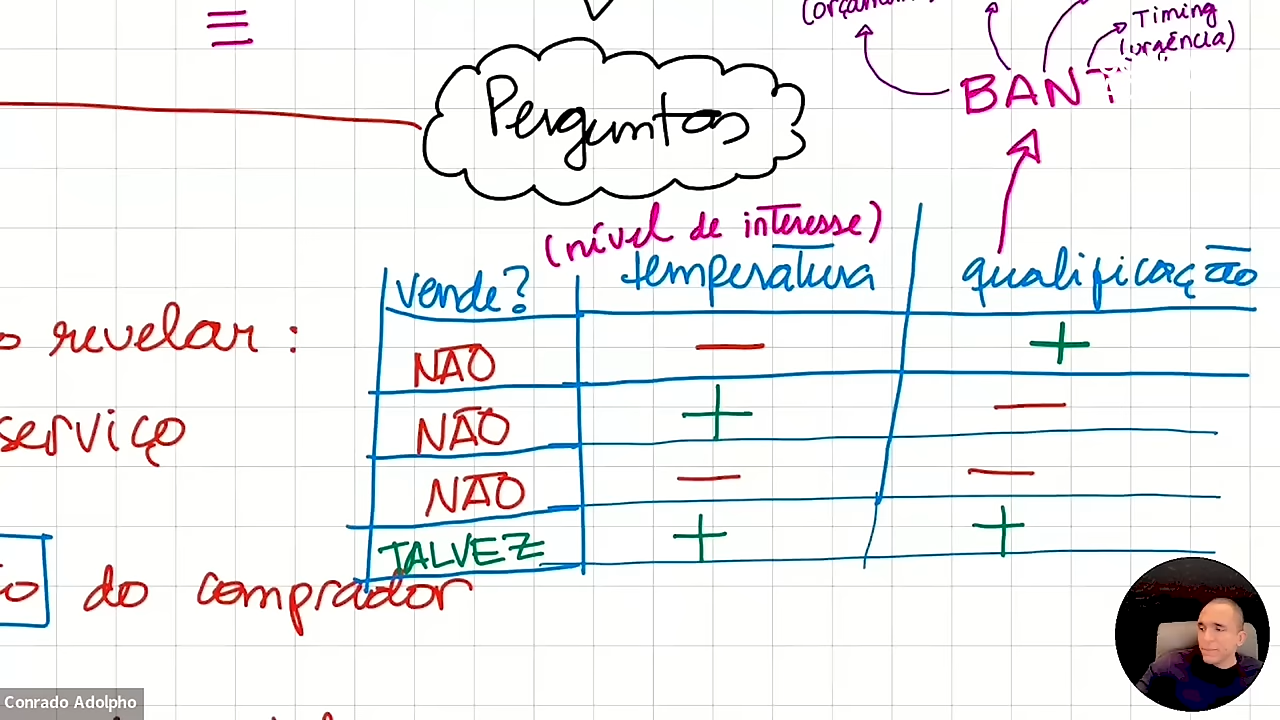 (orçamento)
Timing
(urgência)
BANT
Perguntas
(nível de interesse)
vende? temperatura qualificação
NÃO — +
NÃO + —
NÃO — —
TALVEZ + +
revelar:
serviço
do comprador
Conrado Adolpho